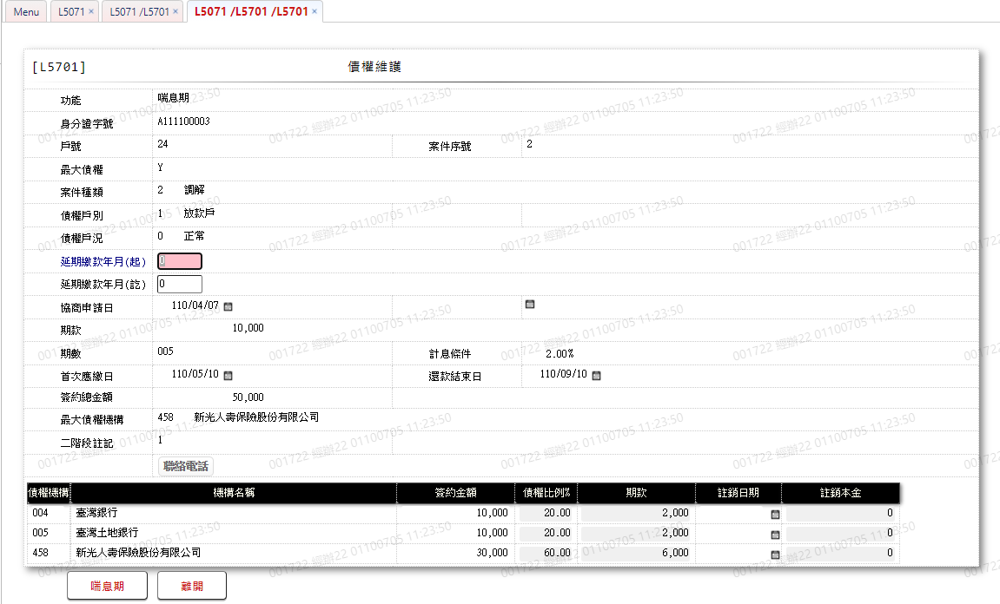 Menu L5071 × L5071 /L5701 × L5071 /L5701 /L5701 ×
[L5701] 債權維護
功能 喘息期
身分證字號 A111100003
戶號 24 案件序號 2
最大債權 Y
案件種類 2 調解
債權戶別 1 放款戶
債權戶況 0 正常
延期繳款年月(起) 0
延期繳款年月(訖) 0
協商申請日 110/04/07
期款 10,000
期數 005 計息條件 2.00%
首次應繳日 110/05/10 還款結束日 110/09/10
簽約總金額 50,000
最大債權機構 458 新光人壽保險股份有限公司
二階段註記 1
聯絡電話
債權機構 機構名稱 簽約金額 債權比例% 期款 註銷日期 註銷本金
004 臺灣銀行 10,000 20.00 2,000 0
005 臺灣土地銀行 10,000 20.00 2,000 0
458 新光人壽保險股份有限公司 30,000 60.00 6,000 0
喘息期 離開
001722 經辦22 01100705 11:23:50